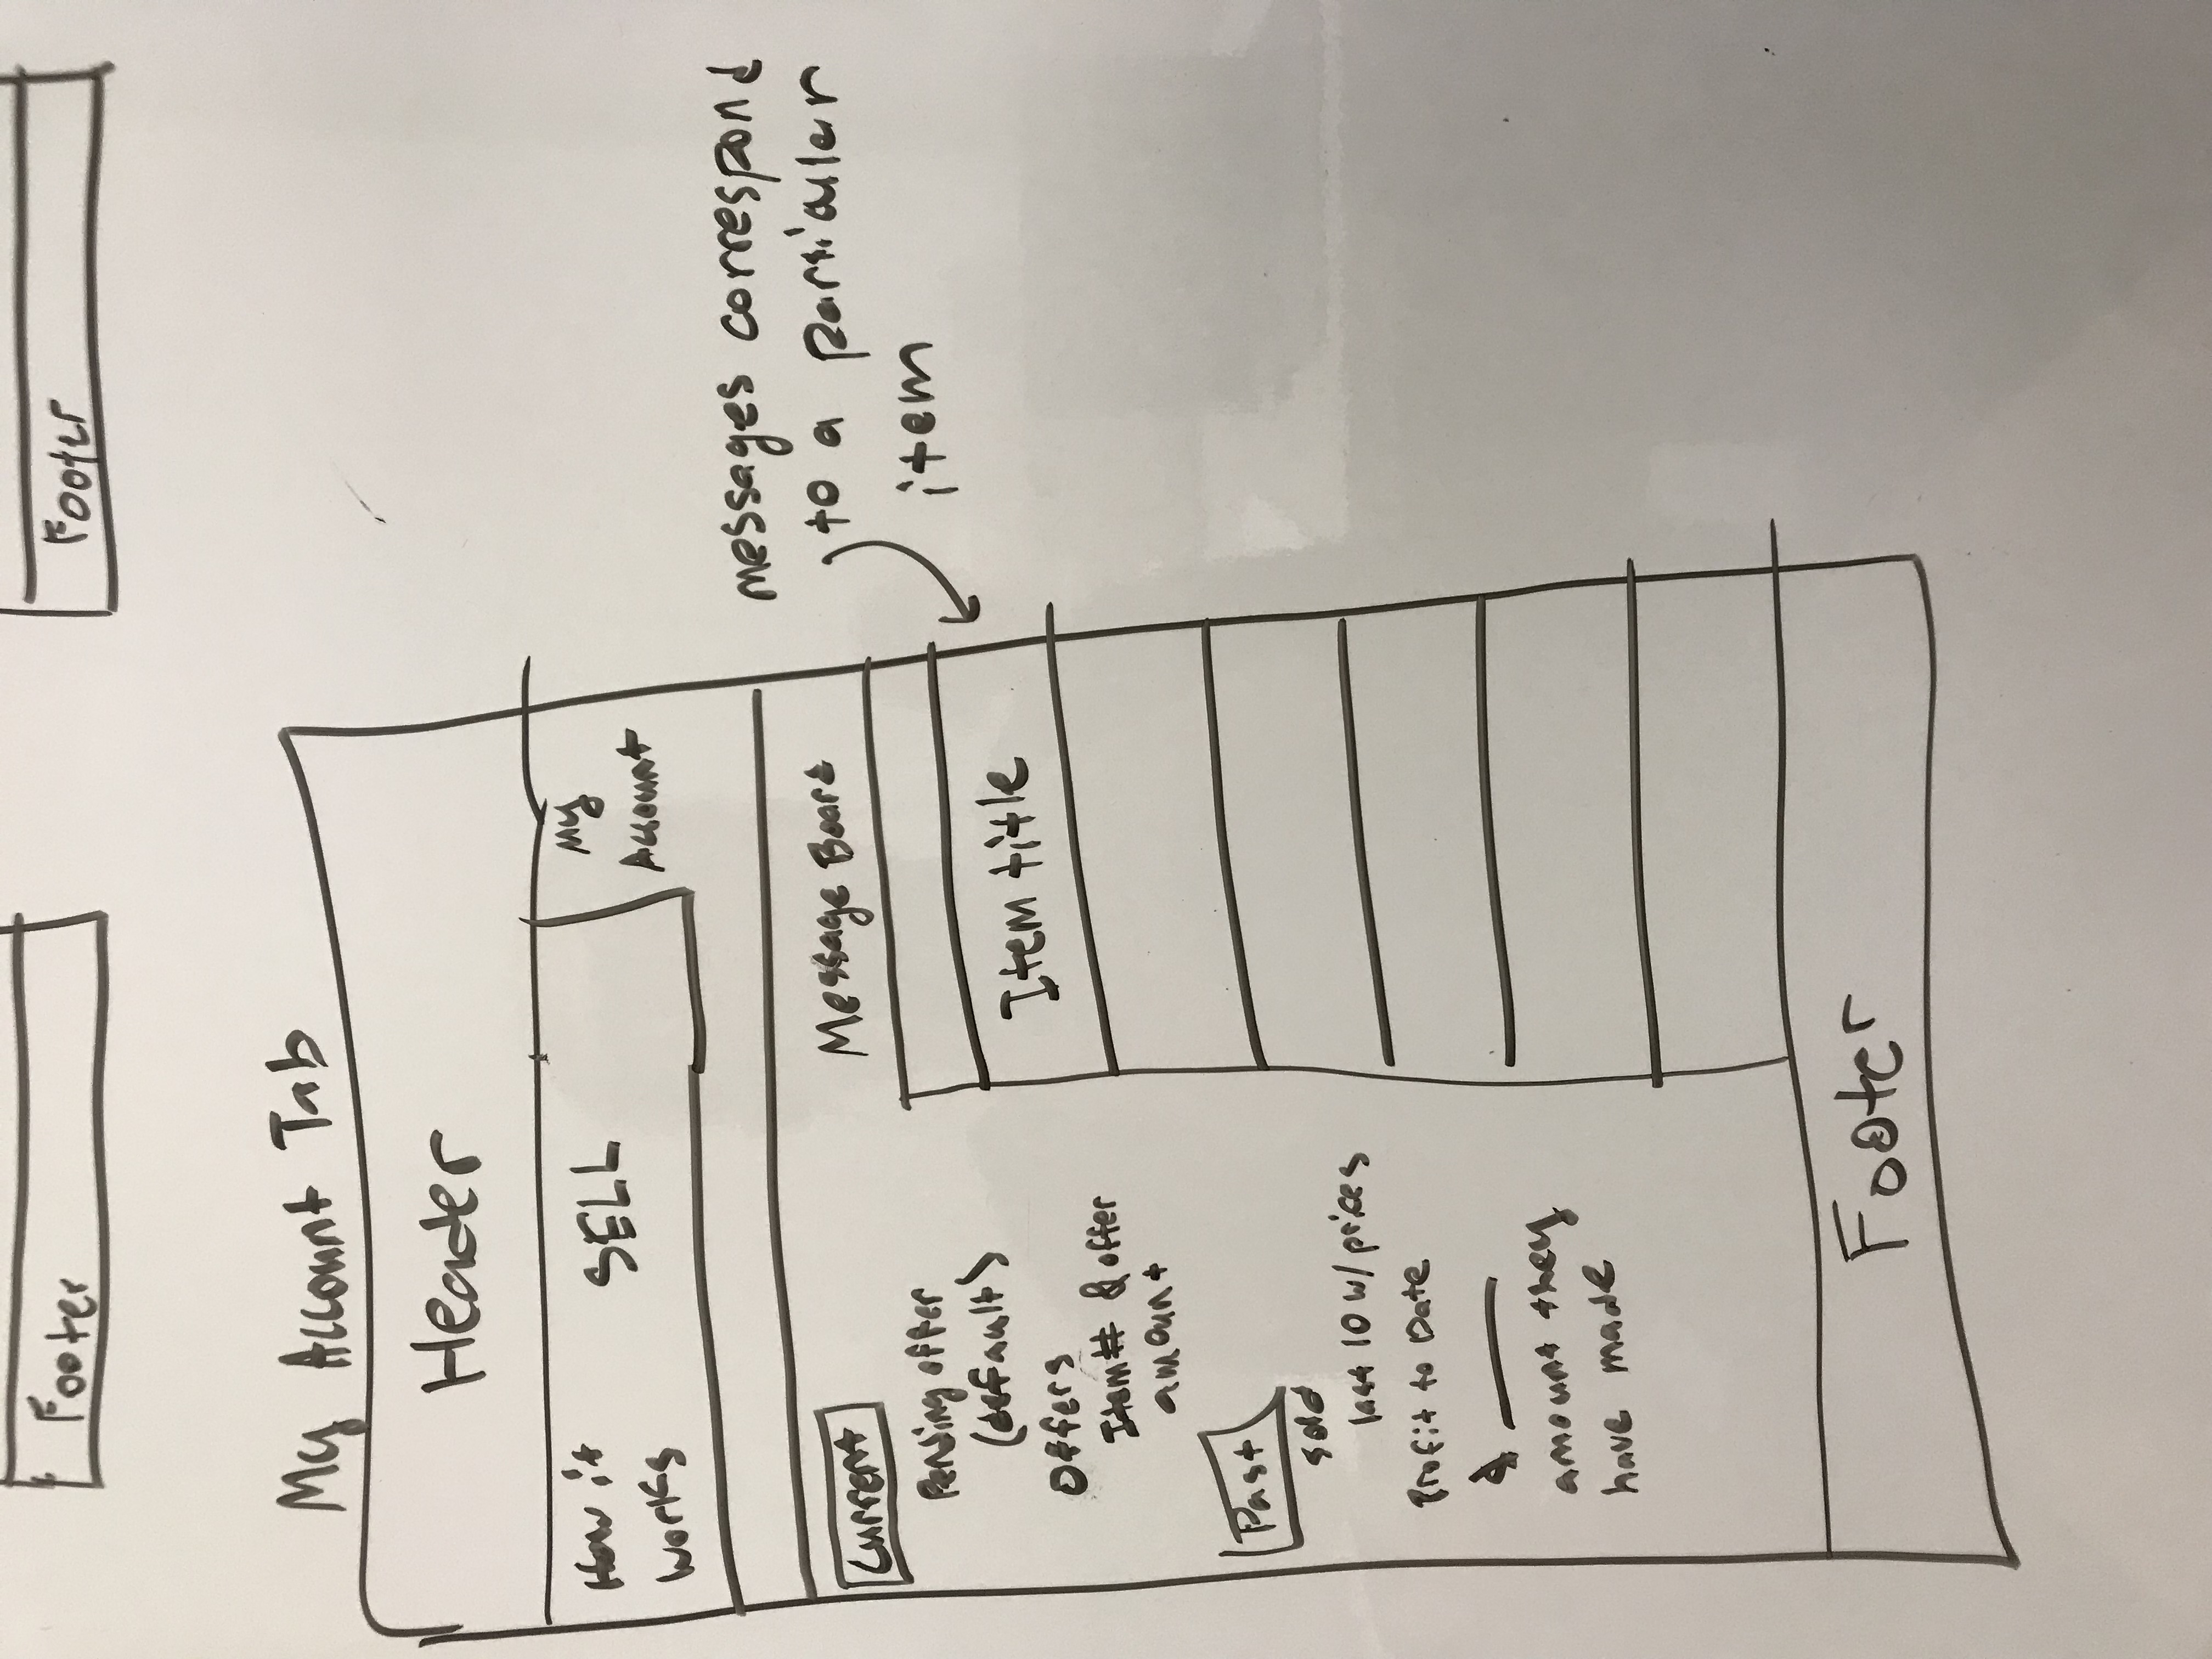 Footer
Footer
My Account Tab
Header
How it
works
SELL
My
Account
messages correspond
to a particular
item
Current
Pending offer
(default)
Offers
Item# & offer
amount
Past
sold
last 10 w/ prices
Profit to Date
$
amount they
have made
Message Board
Item title
Footer